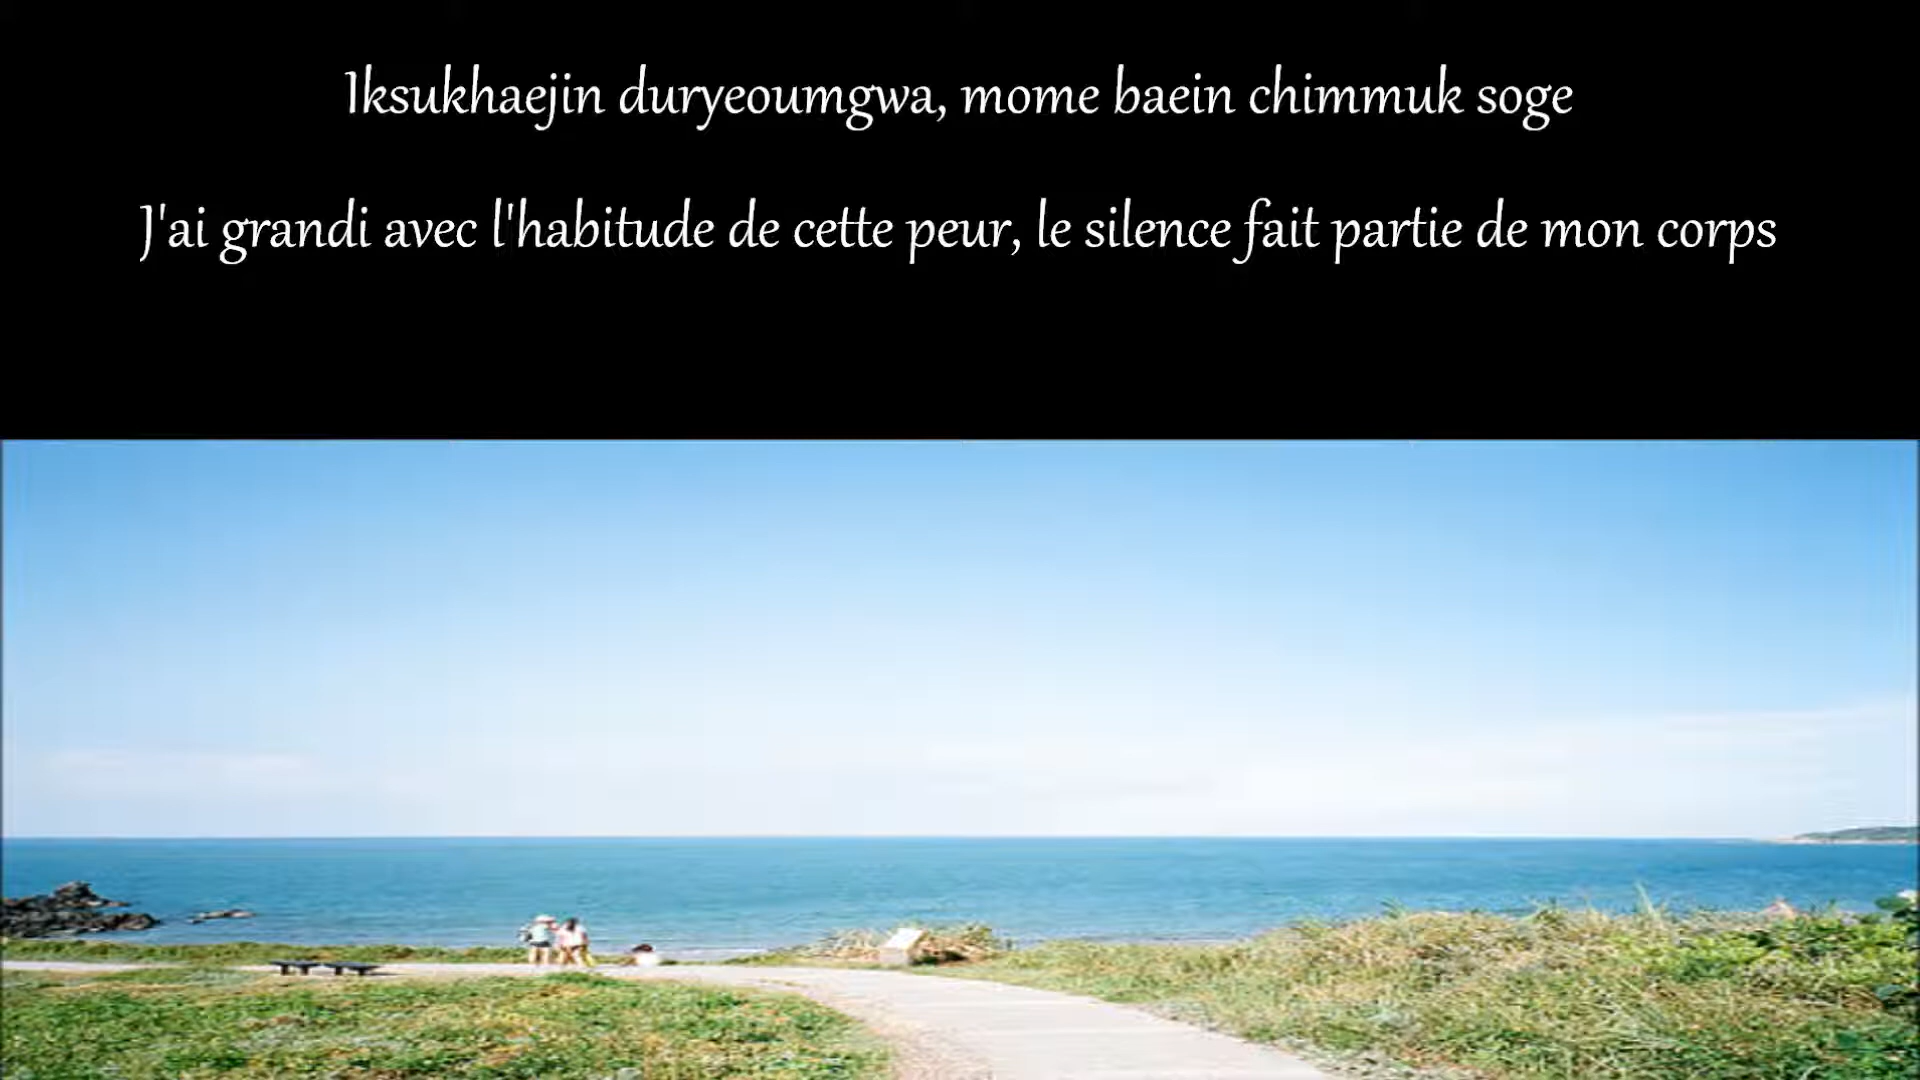 Iksukhaejin duryeoumgwa, mome baein chimmuk soge
J'ai grandi avec l'habitude de cette peur, le silence fait partie de mon corps